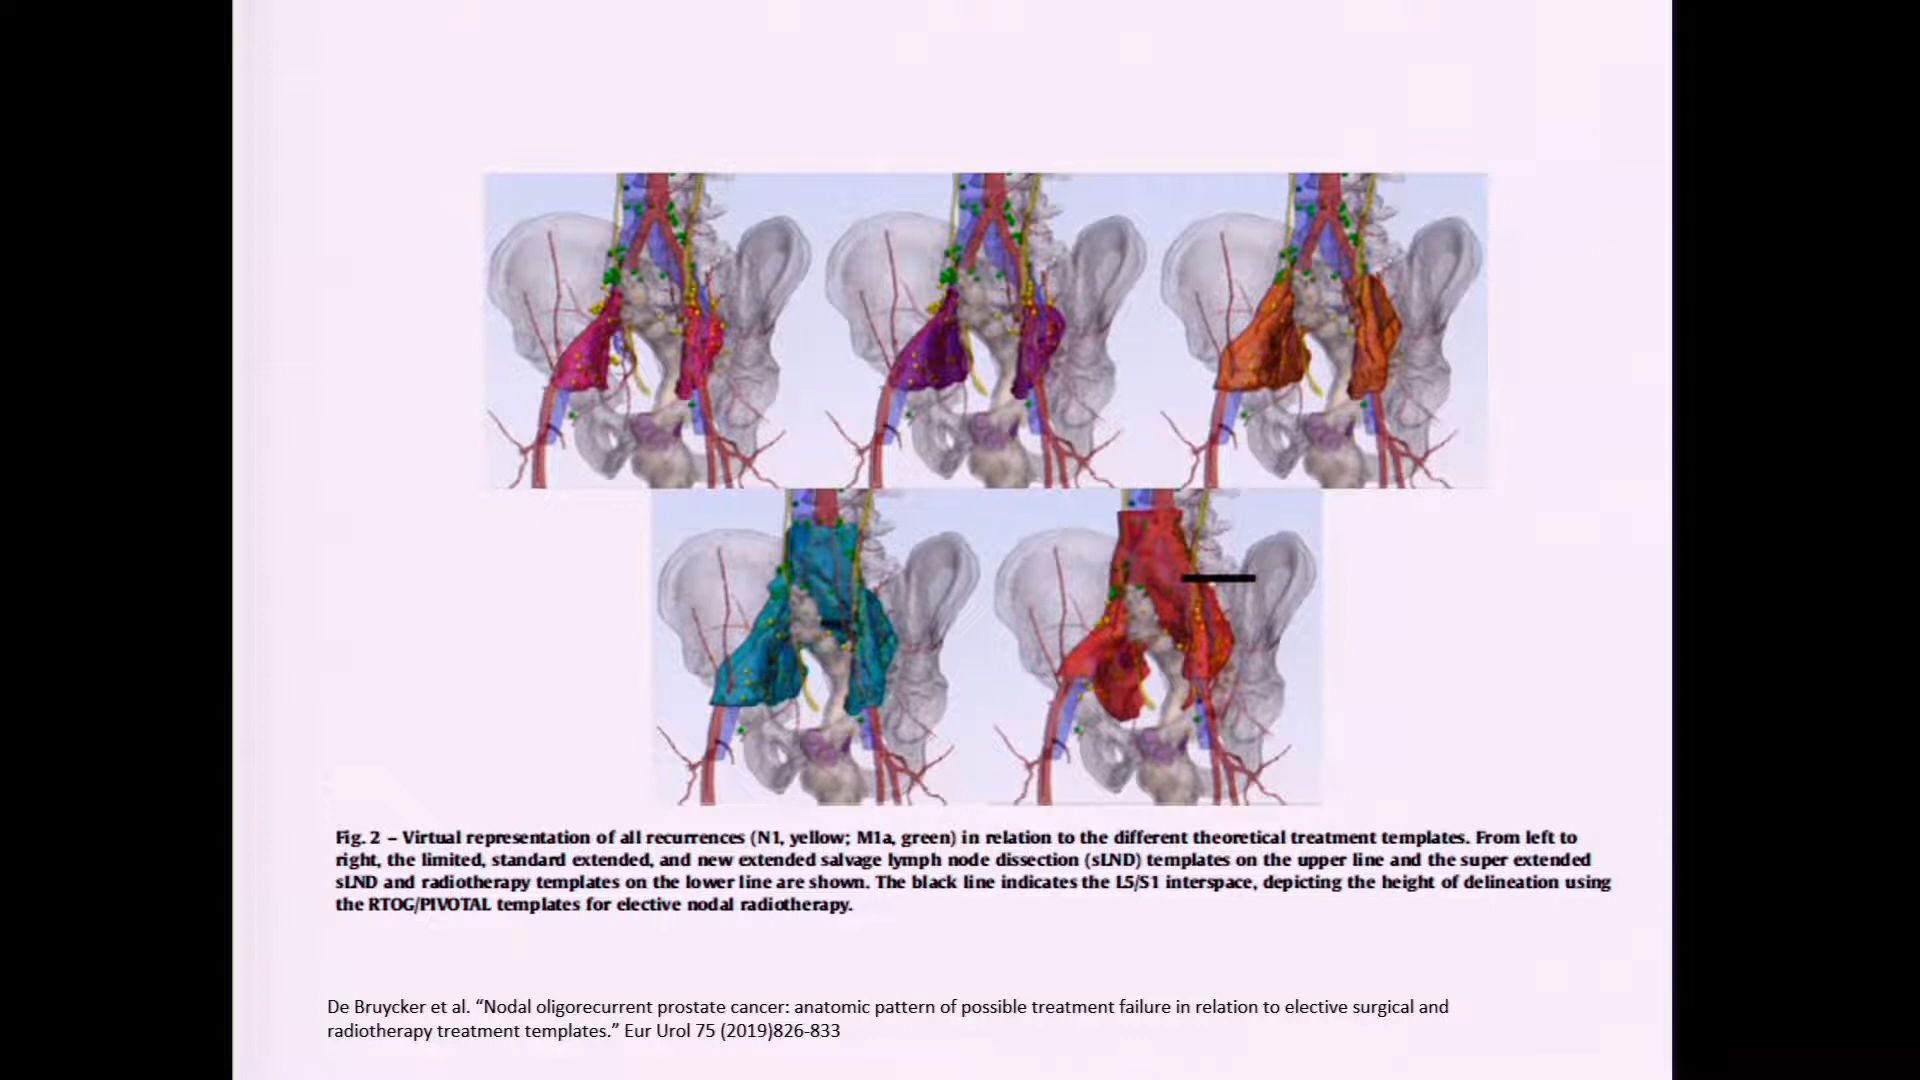 Fig. 2 – Virtual representation of all recurrences (N1, yellow; M1a, green) in relation to the different theoretical treatment templates. From left to
right, the limited, standard extended, and new extended salvage lymph node dissection (sLND) templates on the upper line and the super extended
sLND and radiotherapy templates on the lower line are shown. The black line indicates the L5/S1 interspace, depicting the height of delineation using
the RTOG/PIVOTAL templates for elective nodal radiotherapy.
De Bruycker et al. “Nodal oligorecurrent prostate cancer: anatomic pattern of possible treatment failure in relation to elective surgical and
radiotherapy treatment templates.” Eur Urol 75 (2019)826-833